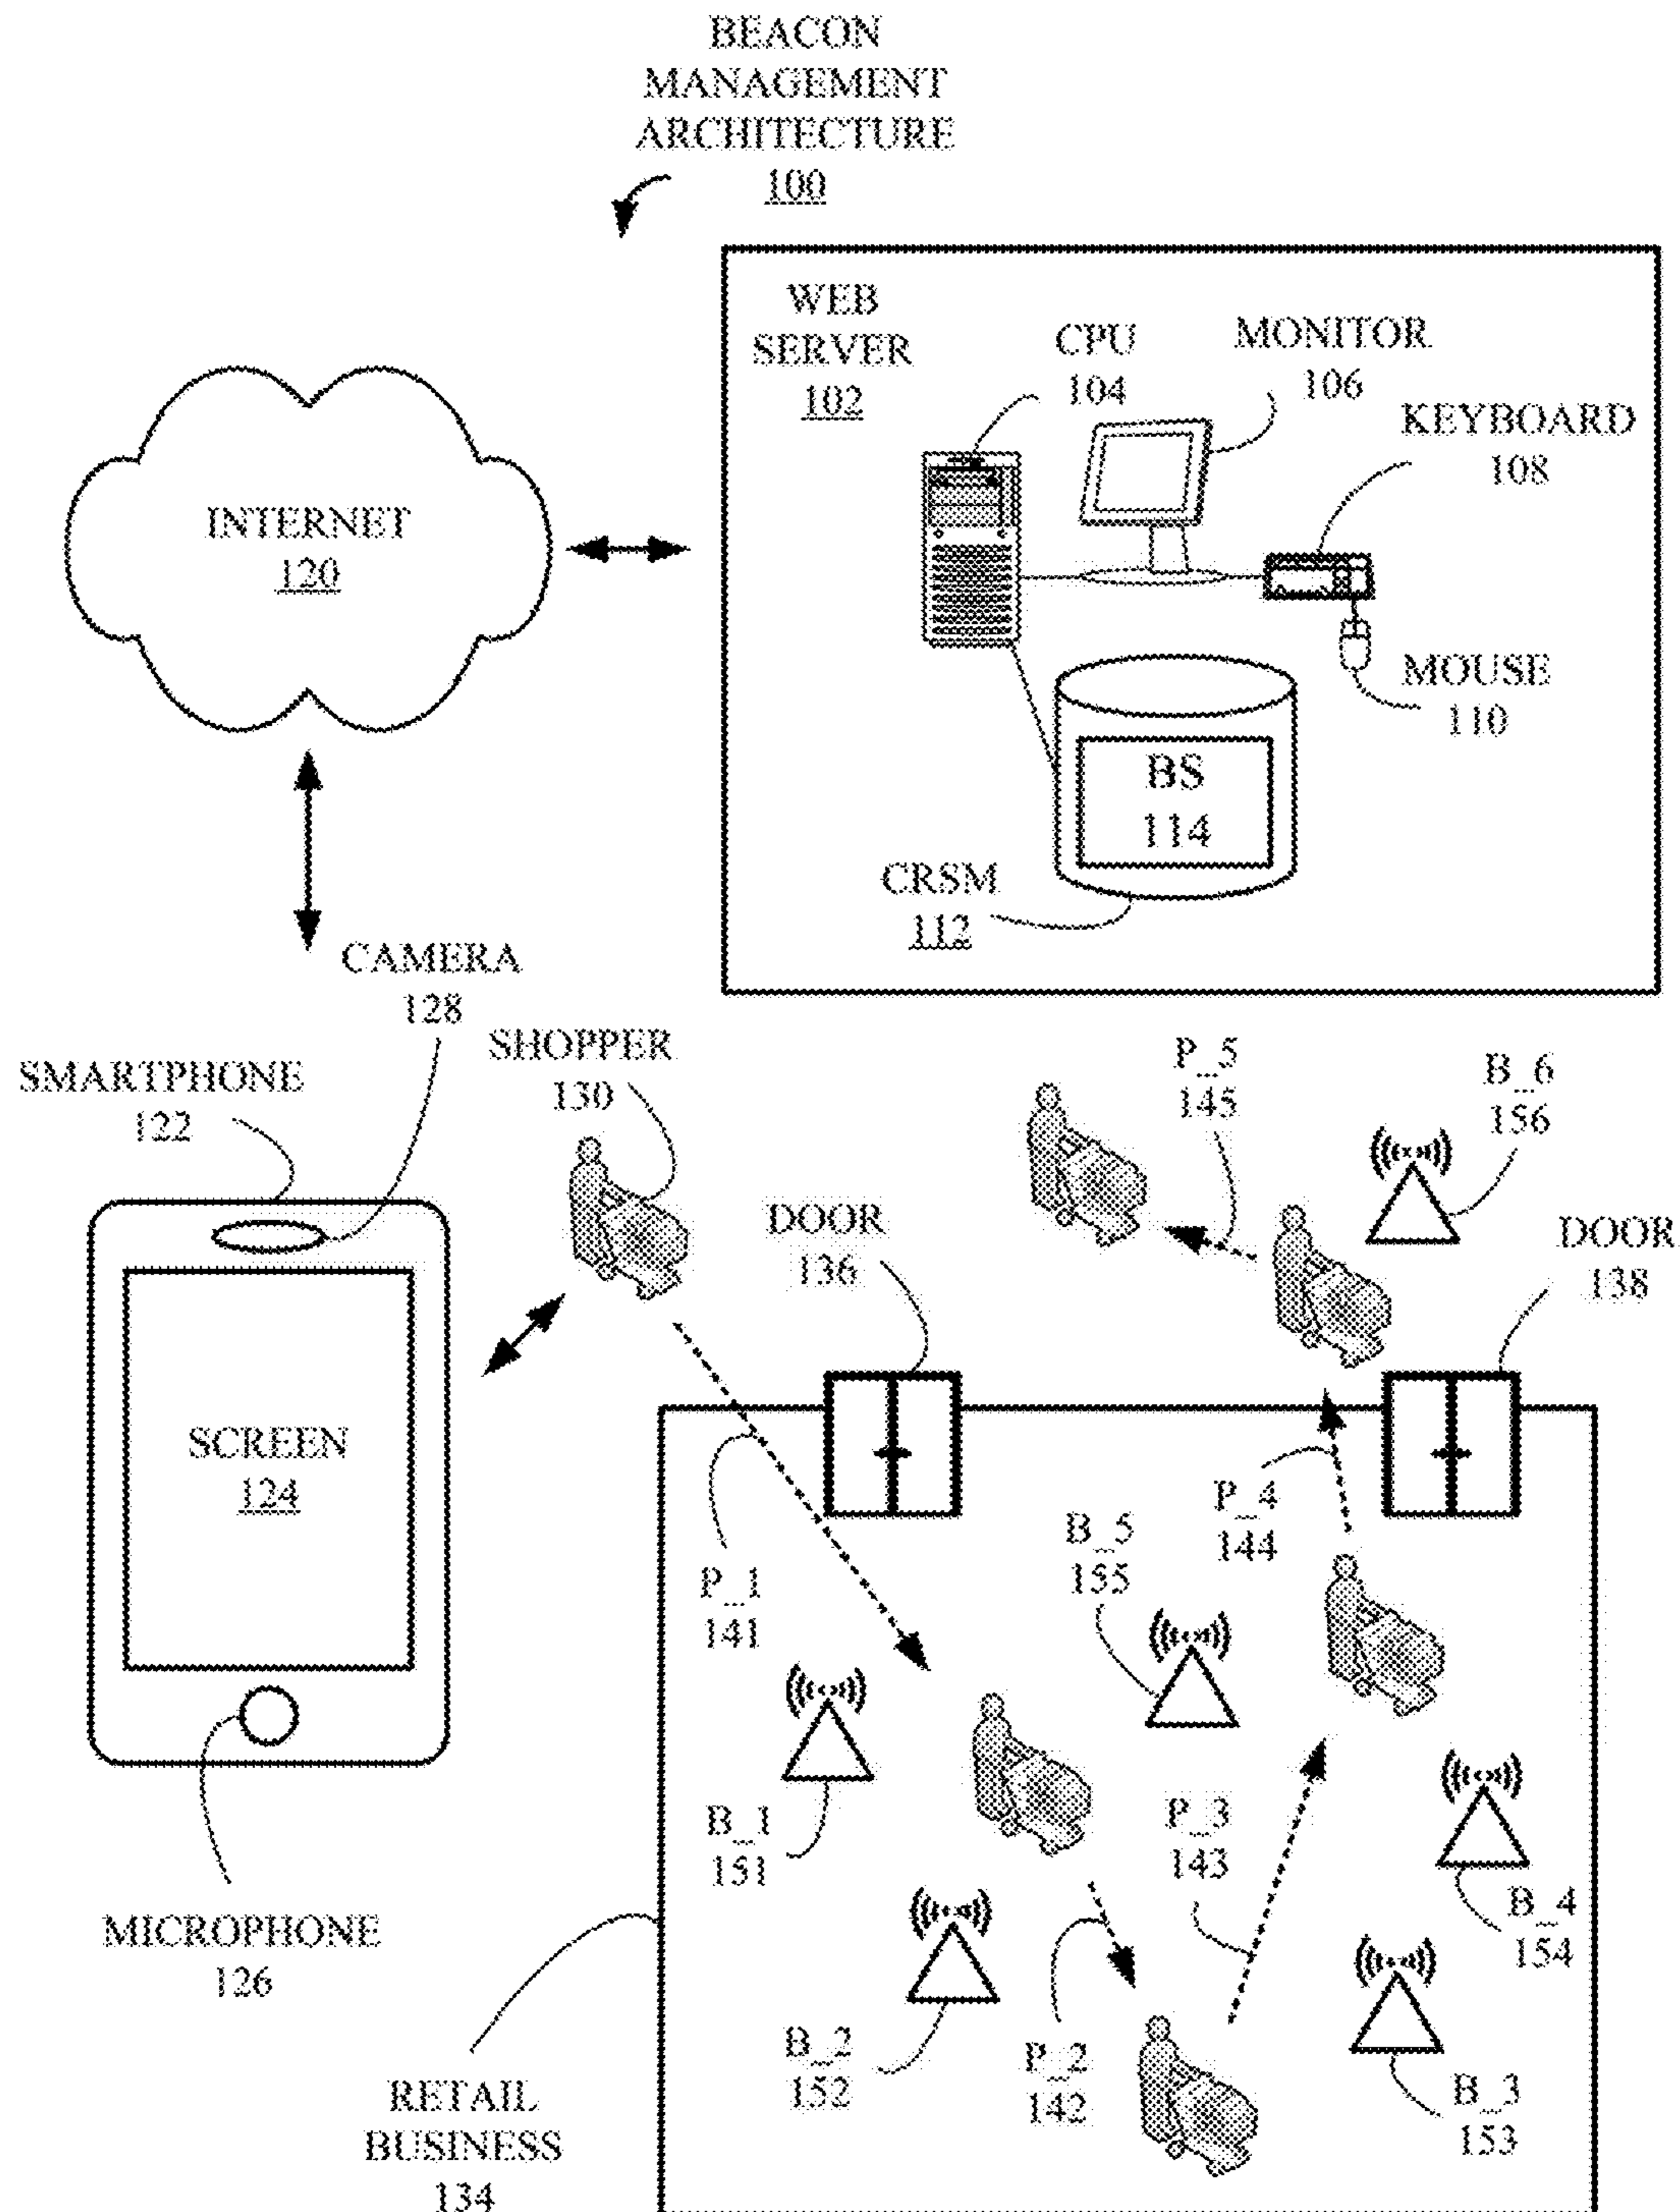 BEACON
MANAGEMENT
ARCHITECTURE
100
WEB
SERVER
102
CPU
104
MONITOR
106
KEYBOARD
108
INTERNET
120
MOUSE
110
BS
114
CRSM
112
CAMERA
128
SMARTPHONE
122
SHOPPER
130
P_5
145
B_6
156
DOOR
136
DOOR
138
SCREEN
124
P_4
144
B_5
155
P_1
141
B_1
151
P_3
143
B_4
154
MICROPHONE
126
B_2
152
P_2
142
B_3
153
RETAIL
BUSINESS
134